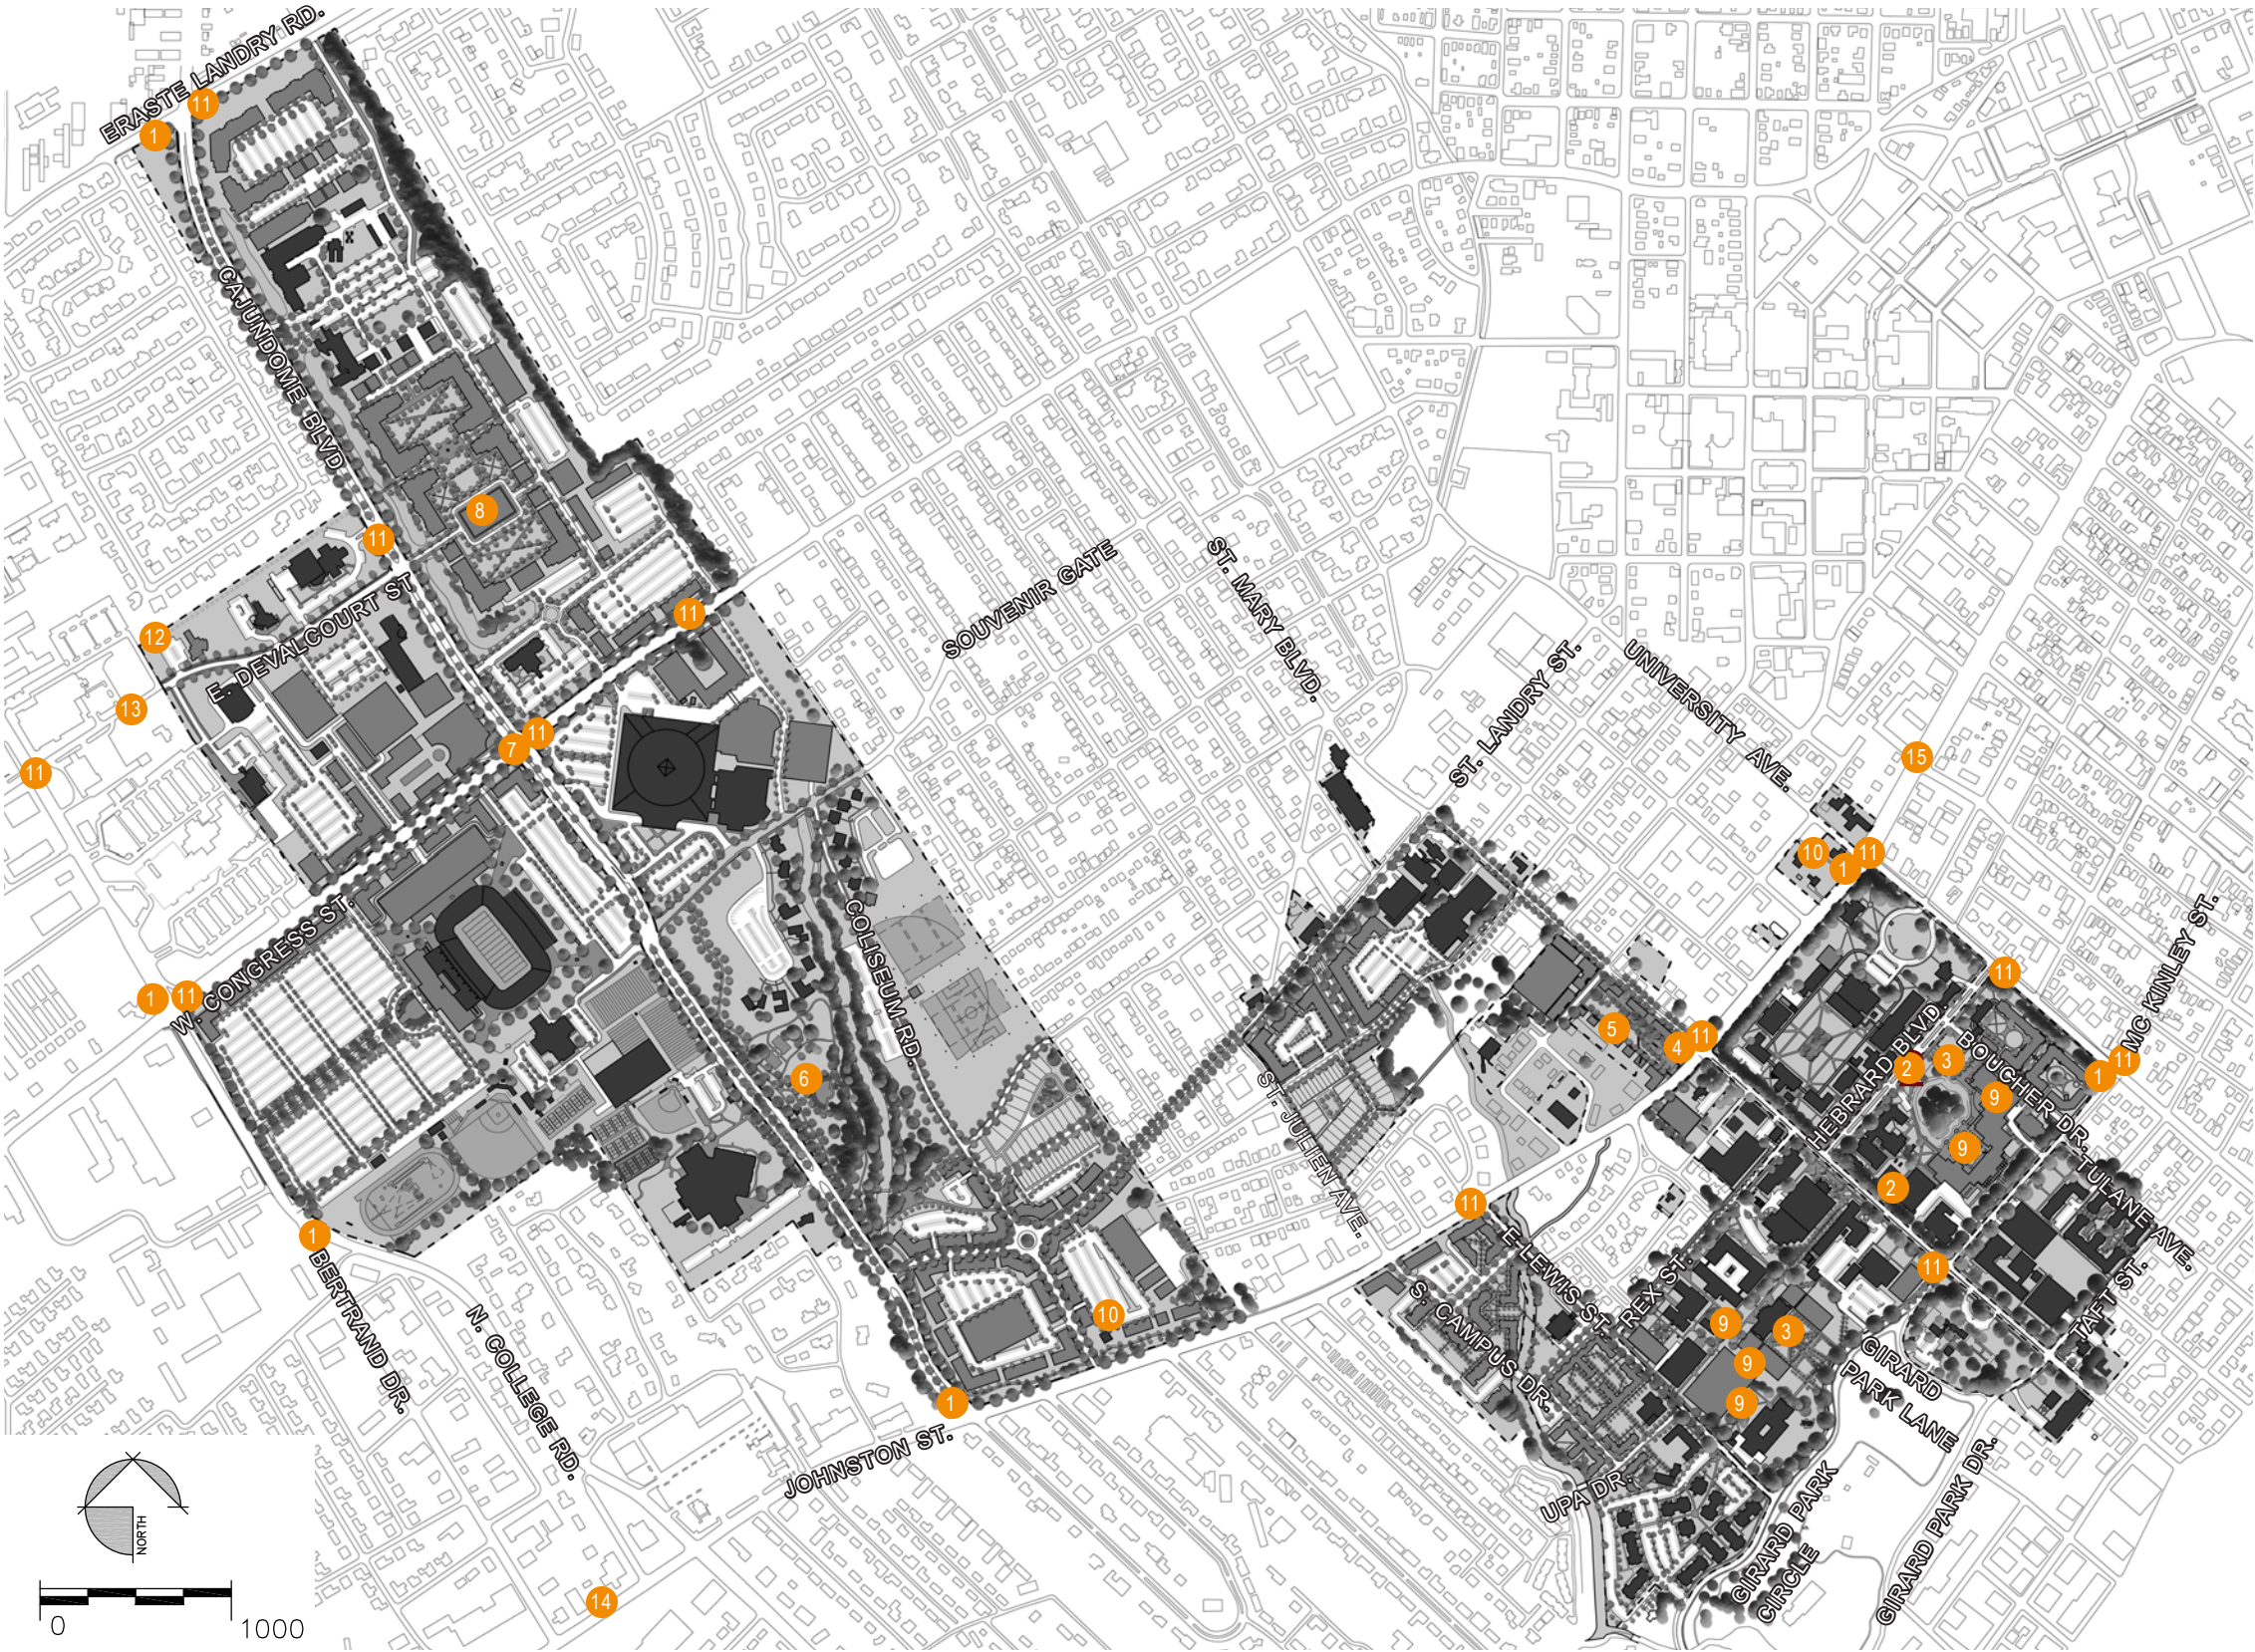 ERASTE LANDRY RD.
11
1
CAJUNDOME BLVD
8
11
E. DEVALCOURT ST
11
12
13
11
7
11
SOUVENIR GATE
ST. MARY BLVD.
ST. LANDRY ST.
UNIVERSITY AVE.
15
10
1
11
W. CONGRESS ST.
1
11
COLISEUM RD.
6
5
4
11
11
MC KINLEY ST.
HEBRARD BLVD.
BOUCHER DR.
2
3
9
1
11
9
2
TULANE AVE.
TAFT ST.
11
ST. JULIEN AVE.
11
E LEWIS ST.
REX ST.
S. CAMPUS DR.
9
3
9
9
GIRARD
PARK LANE
1
BERTRAND DR.
N. COLLEGE RD.
10
1
JOHNSTON ST.
UPA DR.
GIRARD PARK
CIRCLE
GIRARD PARK DR.
14
NORTH
0
1000